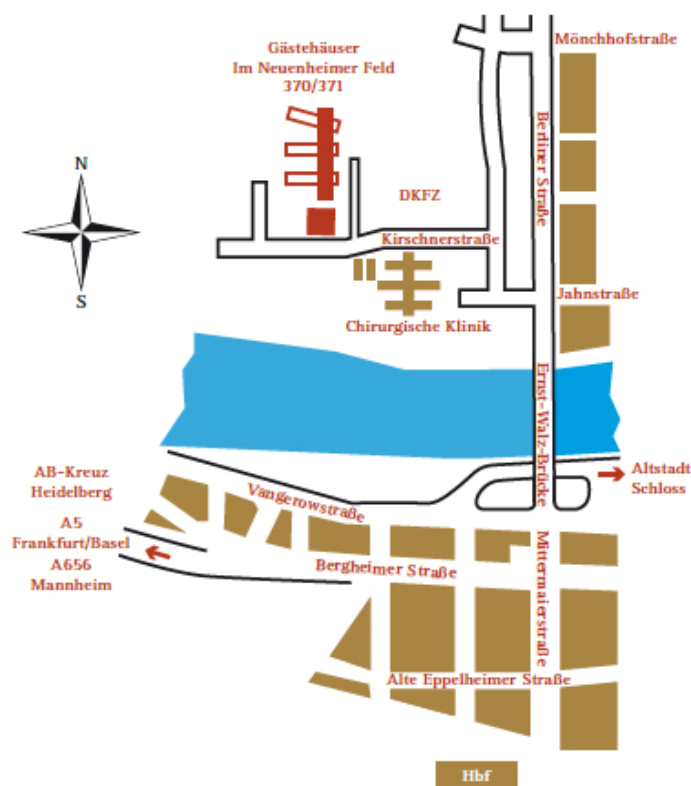 Mönchhofstraße
Gästehäuser
Im Neuenheimer Feld
370/371
Berliner Straße
N
S
DKFZ
Kirschnerstraße
Jahnstraße
Chirurgische Klinik
Ernst-Walz-Brücke
AB-Kreuz
Heidelberg
Altstadt
Schloss
Vangerowstraße
A5
Frankfurt/Basel
A656
Mannheim
Bergheimer Straße
Mittermaierstraße
Alte Eppelheimer Straße
Hbf